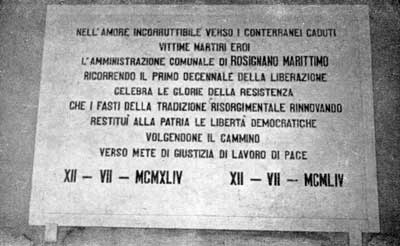 NELL'AMORE INCORRUTTIBILE VERSO I CONTERRANEI CADUTI
VITTIME MARTIRI EROI
L'AMMINISTRAZIONE COMUNALE DI ROSIGNANO MARITTIMO
RICORRENDO IL PRIMO DECENNALE DELLA LIBERAZIONE
CELEBRA LE GLORIE DELLA RESISTENZA
CHE I FASTI DELLA TRADIZIONE RISORGIMENTALE RINNOVANDO
RESTITUÌ ALLA PATRIA LE LIBERTÀ DEMOCRATICHE
VOLGENDONE IL CAMMINO
VERSO METE DI GIUSTIZIA DI LAVORO DI PACE
XII - VII - MCMXLIV XII - VII - MCMLIV